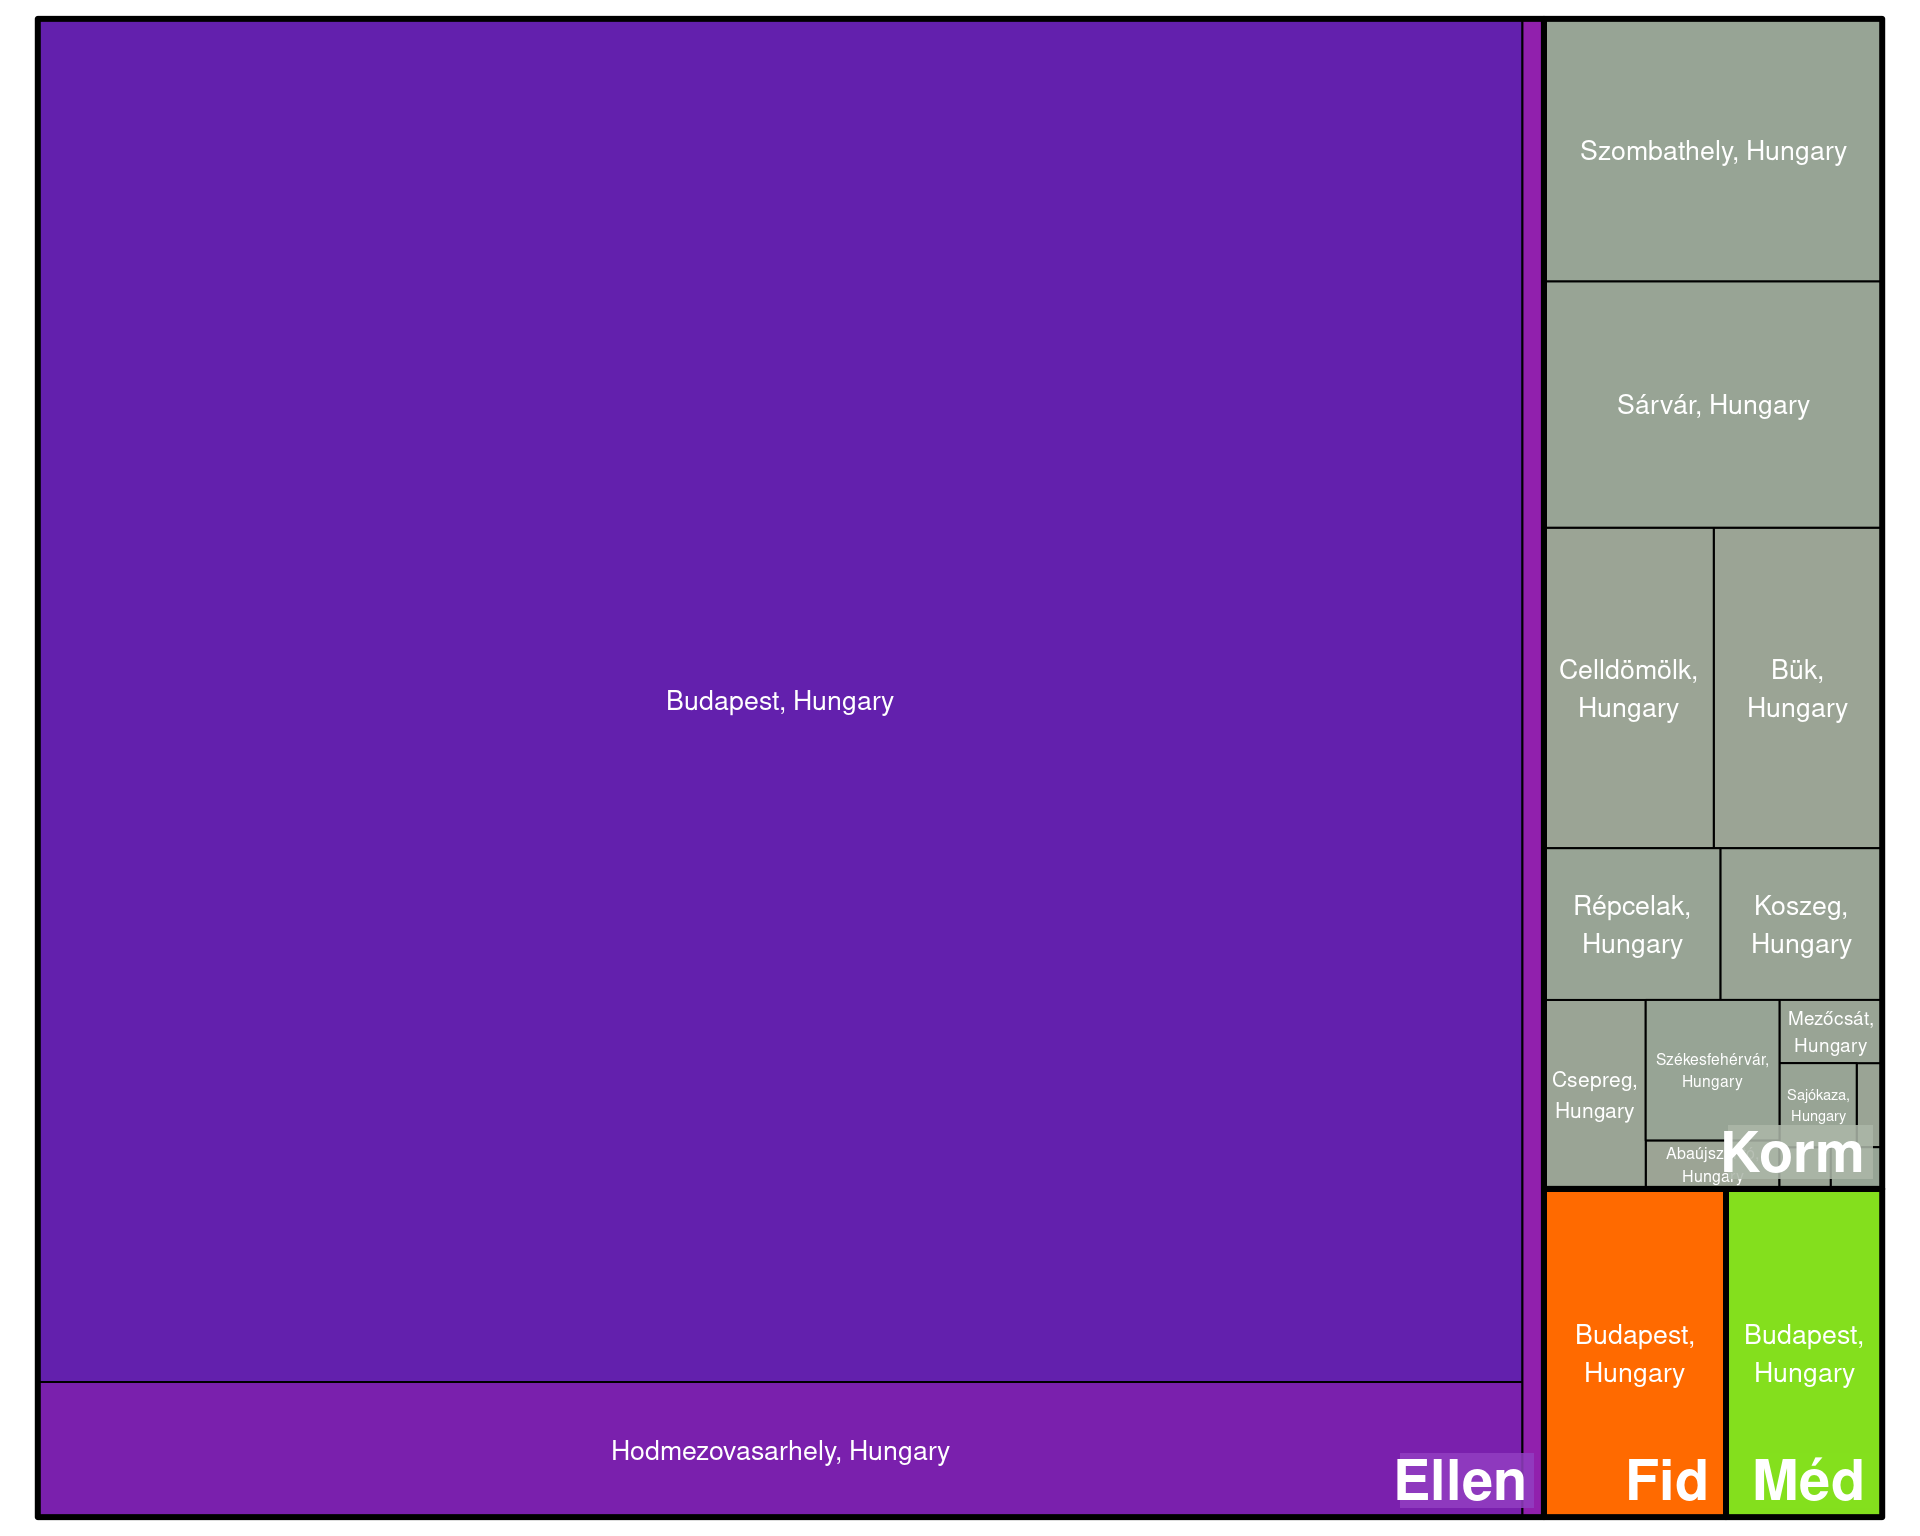 Budapest, Hungary
Hodmezovasarhely, Hungary
Ellen
Szombathely, Hungary
Sárvár, Hungary
Celldömölk,
Hungary
Bük,
Hungary
Répcelak,
Hungary
Koszeg,
Hungary
Csepreg,
Hungary
Székesfehérvár,
Hungary
Mezőcsát,
Hungary
Sajókaza,
Hungary
Hungary
Korm
Budapest,
Hungary
Fid
Budapest,
Hungary
Méd